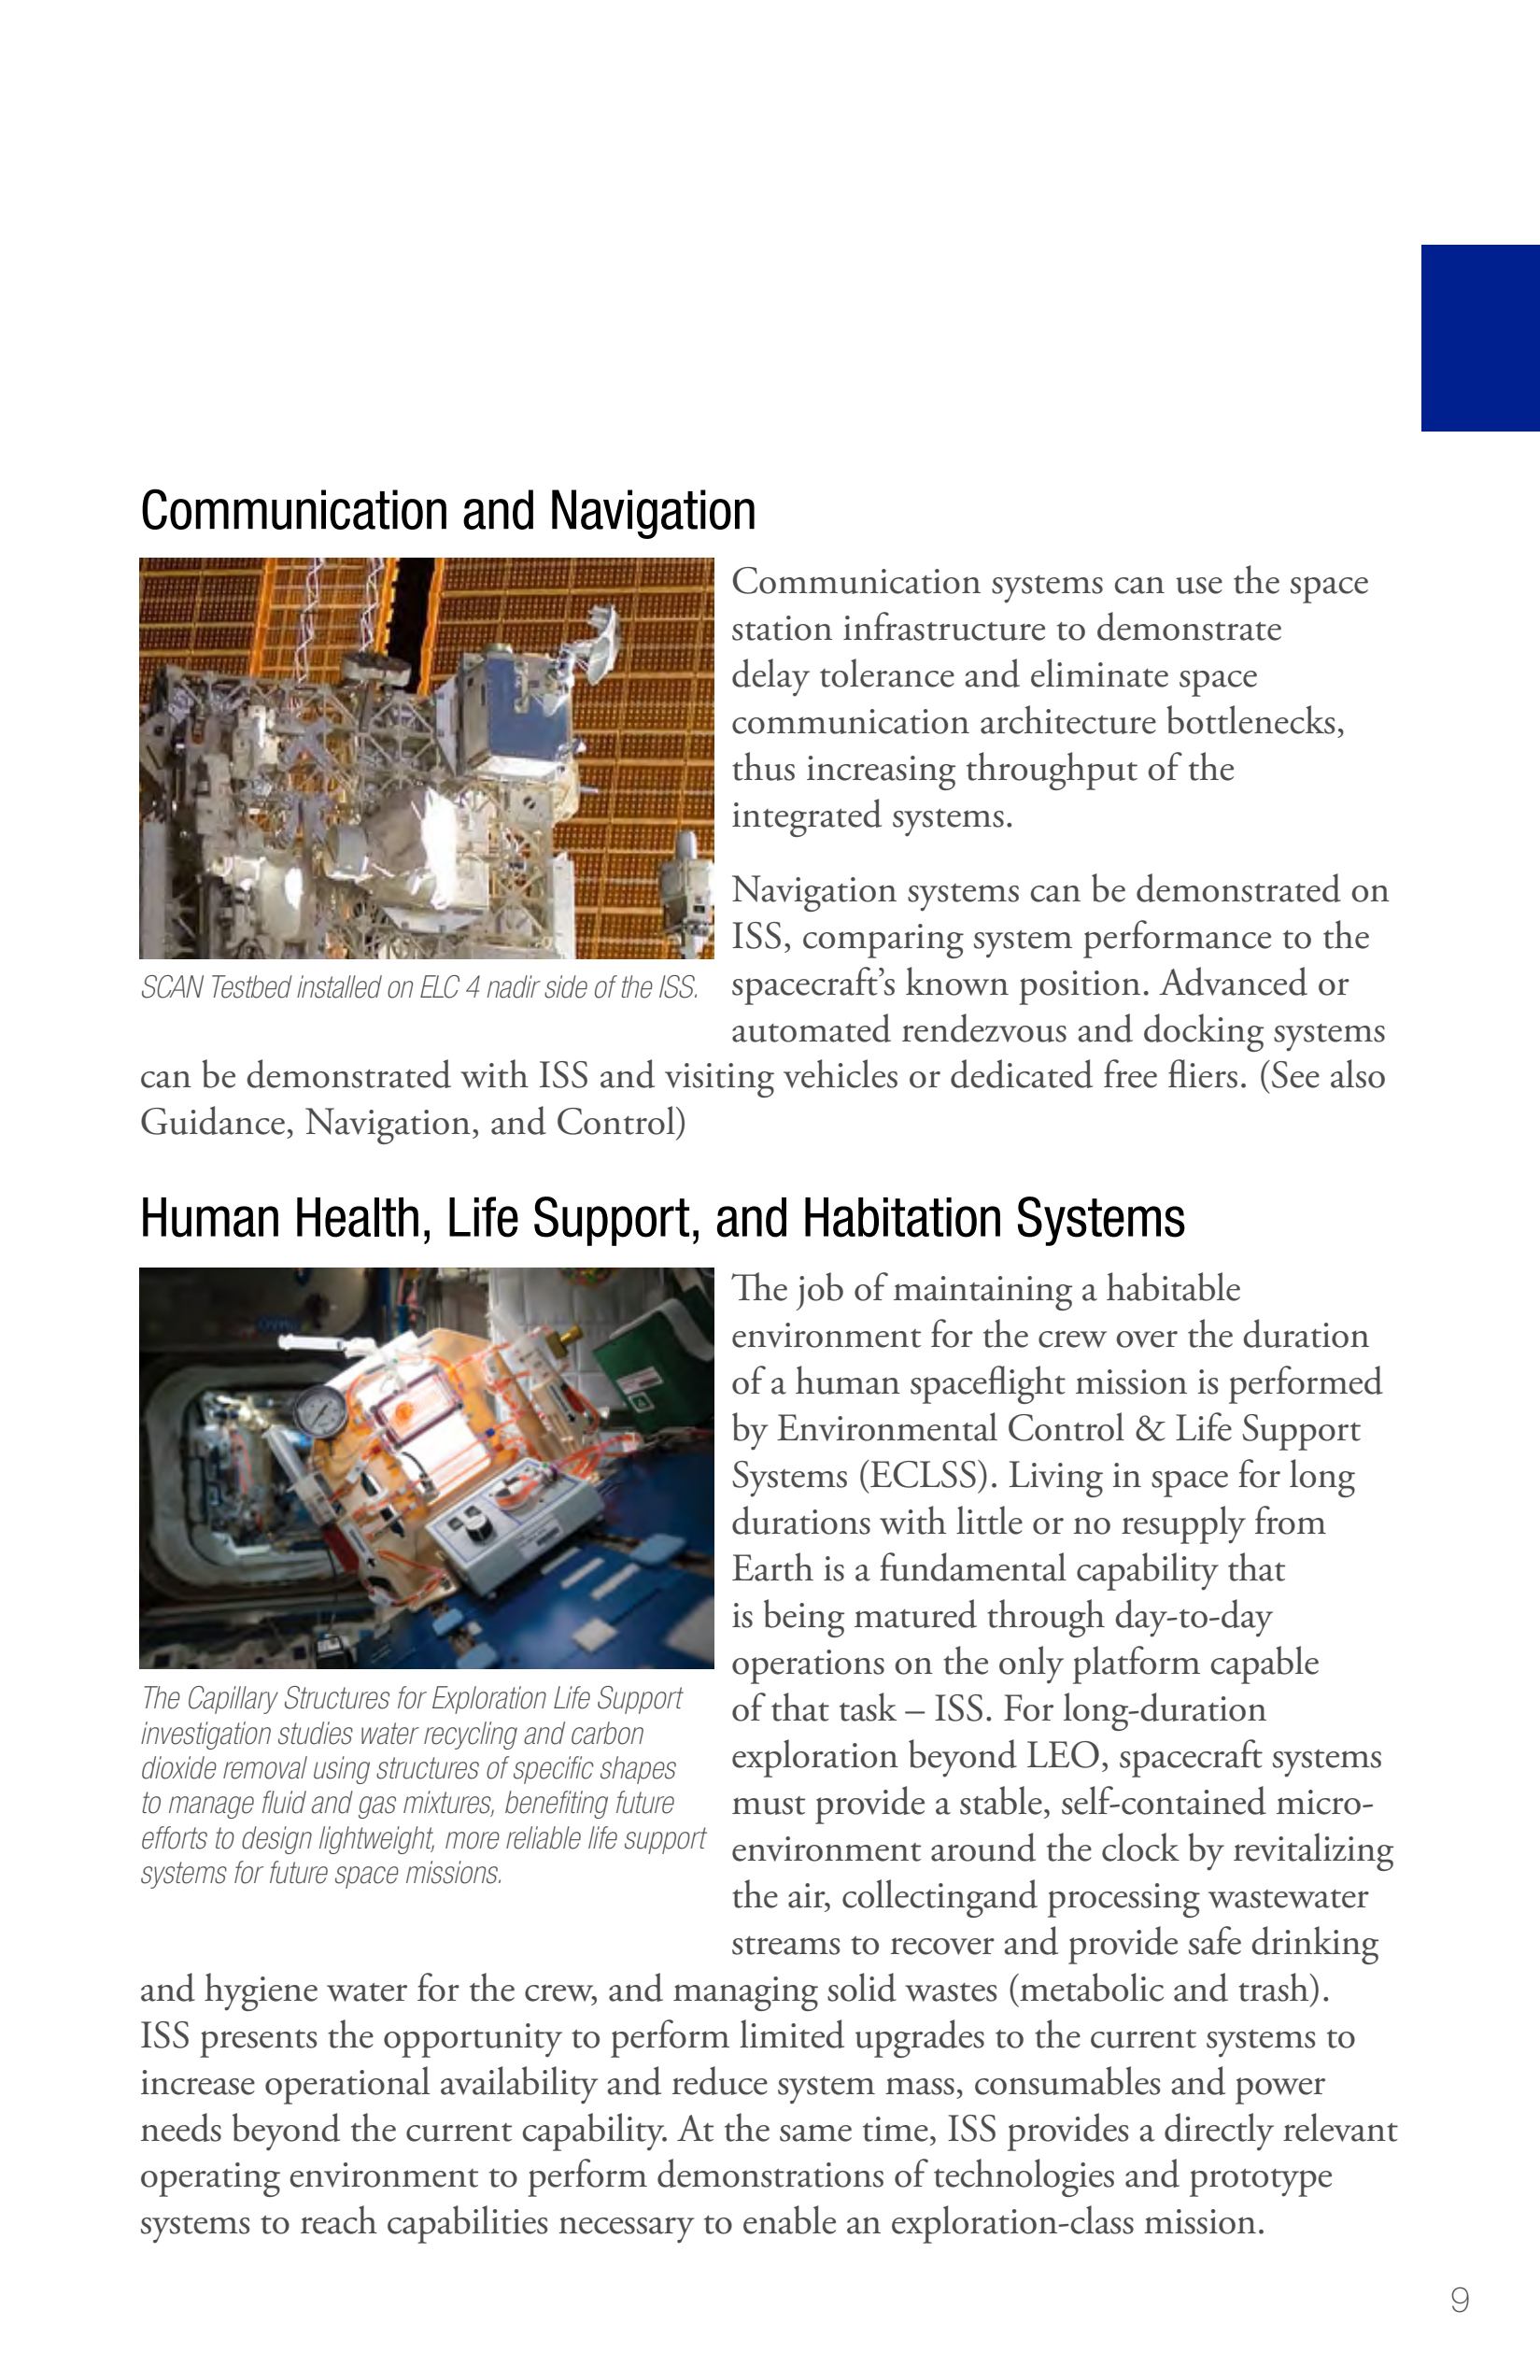 Communication and Navigation
Communication systems can use the space
station infrastructure to demonstrate
delay tolerance and eliminate space
communication architecture bottlenecks,
thus increasing throughput of the
integrated systems.
SCAN Testbed installed on ELC 4 nadir side of the ISS.
Navigation systems can be demonstrated on
ISS, comparing system performance to the
spacecraft’s known position. Advanced or
automated rendezvous and docking systems
can be demonstrated with ISS and visiting vehicles or dedicated free fliers. (See also
Guidance, Navigation, and Control)
Human Health, Life Support, and Habitation Systems
The Capillary Structures for Exploration Life Support
investigation studies water recycling and carbon
dioxide removal using structures of specific shapes
to manage fluid and gas mixtures, benefiting future
efforts to design lightweight, more reliable life support
systems for future space missions.
The job of maintaining a habitable
environment for the crew over the duration
of a human spaceflight mission is performed
by Environmental Control & Life Support
Systems (ECLSS). Living in space for long
durations with little or no resupply from
Earth is a fundamental capability that
is being matured through day-to-day
operations on the only platform capable
of that task – ISS. For long-duration
exploration beyond LEO, spacecraft systems
must provide a stable, self-contained micro-
environment around the clock by revitalizing
the air, collectingand processing wastewater
streams to recover and provide safe drinking
and hygiene water for the crew, and managing solid wastes (metabolic and trash).
ISS presents the opportunity to perform limited upgrades to the current systems to
increase operational availability and reduce system mass, consumables and power
needs beyond the current capability. At the same time, ISS provides a directly relevant
operating environment to perform demonstrations of technologies and prototype
systems to reach capabilities necessary to enable an exploration-class mission.
9